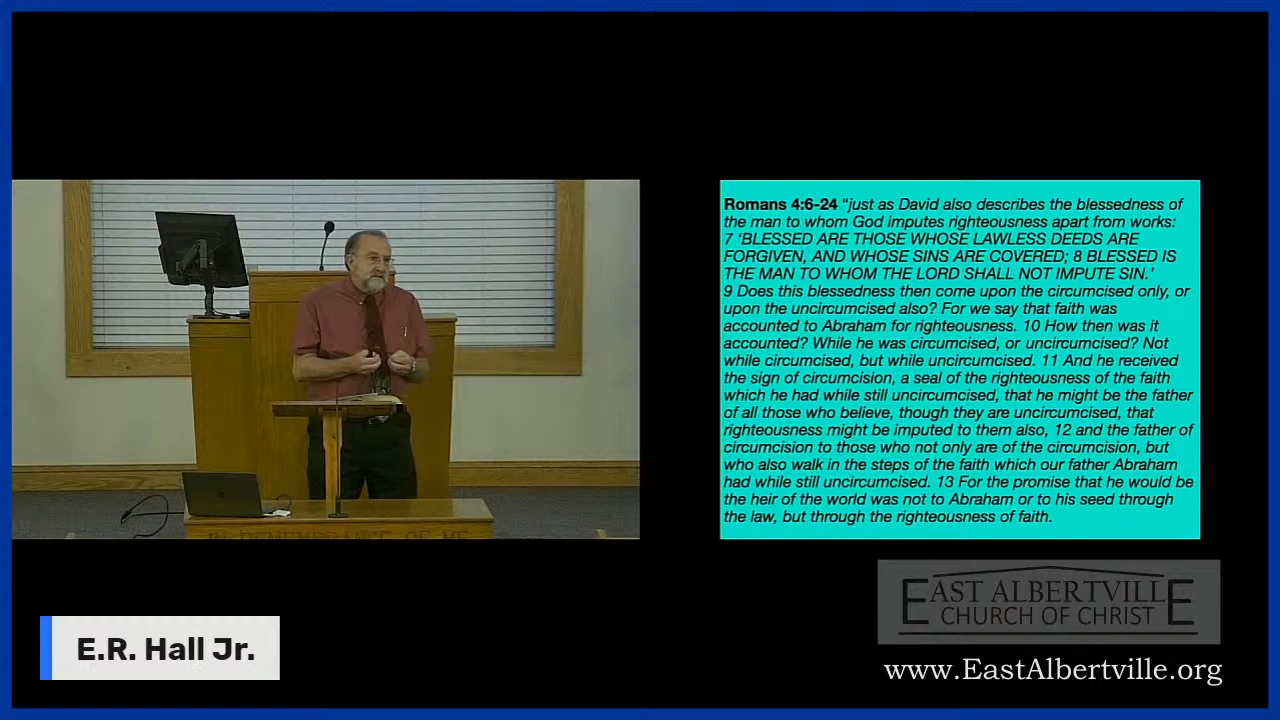 Romans 4:6-24 “just as David also describes the blessedness of
the man to whom God imputes righteousness apart from works:
7 ‘BLESSED ARE THOSE WHOSE LAWLESS DEEDS ARE
FORGIVEN, AND WHOSE SINS ARE COVERED; 8 BLESSED IS
THE MAN TO WHOM THE LORD SHALL NOT IMPUTE SIN.’
9 Does this blessedness then come upon the circumcised only, or
upon the uncircumcised also? For we say that faith was
accounted to Abraham for righteousness. 10 How then was it
accounted? While he was circumcised, or uncircumcised? Not
while circumcised, but while uncircumcised. 11 And he received
the sign of circumcision, a seal of the righteousness of the faith
which he had while still uncircumcised, that he might be the father
of all those who believe, though they are uncircumcised, that
righteousness might be imputed to them also, 12 and the father of
circumcision to those who not only are of the circumcision, but
who also walk in the steps of the faith which our father Abraham
had while still uncircumcised. 13 For the promise that he would be
the heir of the world was not to Abraham or to his seed through
the law, but through the righteousness of faith.
IN REMEMBRANCE OF ME
EAST ALBERTVILLE
CHURCH OF CHRIST
E.R. Hall Jr.
www.EastAlbertville.org